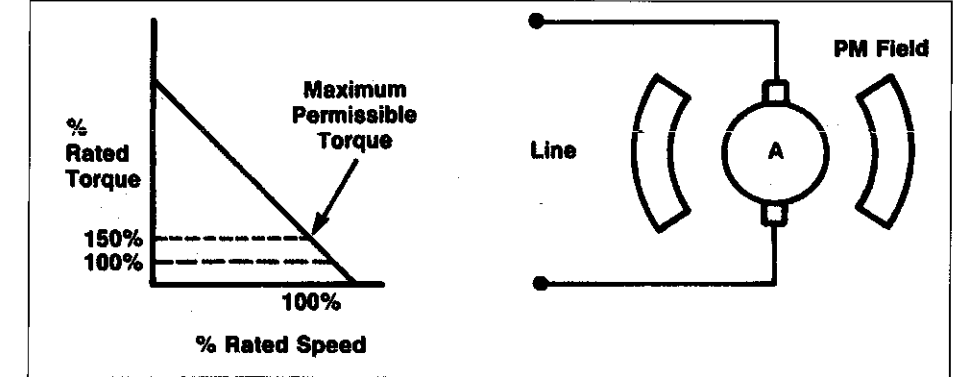 Maximum
Permissible
Torque
%
Rated
Torque
150%
100%
100%
% Rated Speed
PM Field
Line
A